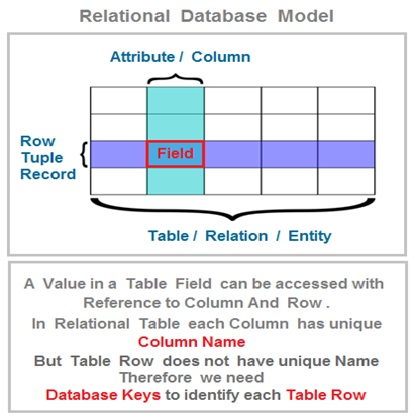 Relational Database Model
Attribute / Column
Row
Tuple
Record
Field
Table / Relation / Entity
A Value in a Table Field can be accessed with
Reference to Column And Row .
In Relational Table each Column has unique
Column Name
But Table Row does not have unique Name
Therefore we need
Database Keys to identify each Table Row